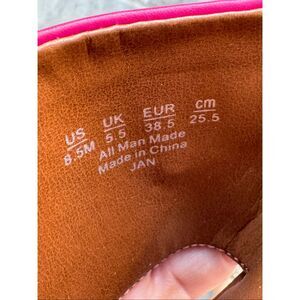 US UK EUR cm
8.5M 5.5 38.5 25.5
All Man Made
Made in China
JAN